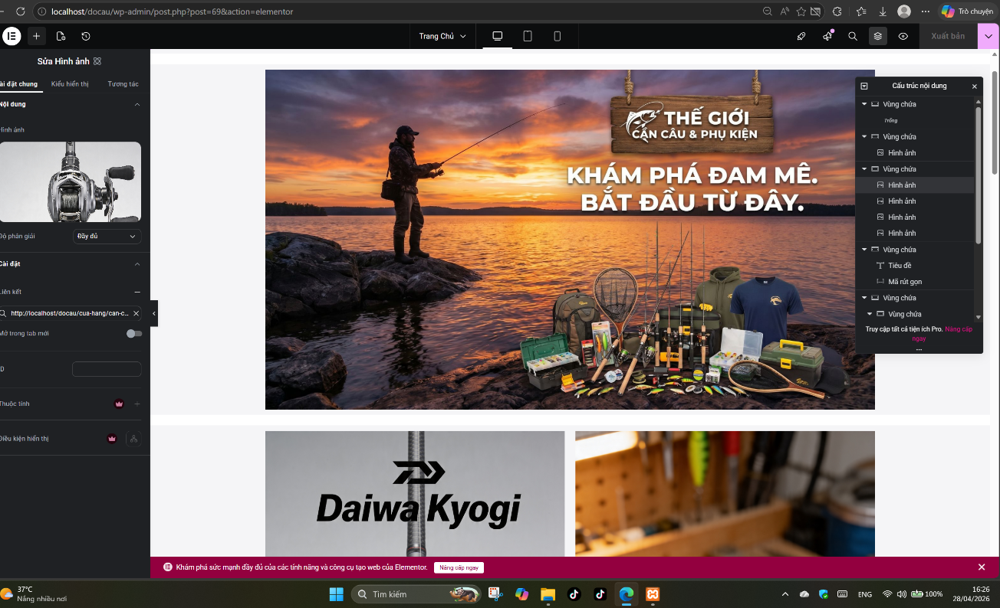 localhost/docau/wp-admin/post.php?post=69&action=elementor
Trò chuyện
Trang Chủ
Xuất bản
Sửa Hình ảnh
ài đặt chung
Kiểu hiển thị
Tương tác
Nội dung
Hình ảnh
Độ phân giải
Đầy đủ
Cài đặt
Liên kết
http://localhost/docau/cua-hang/can-c...
Mở trong tab mới
ID
Thuộc tính
Điều kiện hiển thị
THẾ GIỚI
CẦN CÂU & PHỤ KIỆN
KHÁM PHÁ ĐAM MÊ.
BẮT ĐẦU TỪ ĐÂY.
Daiwa Kyogi
Cấu trúc nội dung
Vùng chứa
Trống
Vùng chứa
Hình ảnh
Vùng chứa
Hình ảnh
Hình ảnh
Hình ảnh
Hình ảnh
Vùng chứa
Tiêu đề
Mã rút gọn
Vùng chứa
Vùng chứa
Truy cập tất cả tiện ích Pro. Nâng cấp
ngay
Khám phá sức mạnh đầy đủ của các tính năng và công cụ tạo web của Elementor.
Nâng cấp ngay
37°C
Nắng nhiều nơi
Tìm kiếm
ENG
100%
16:26
28/04/2026